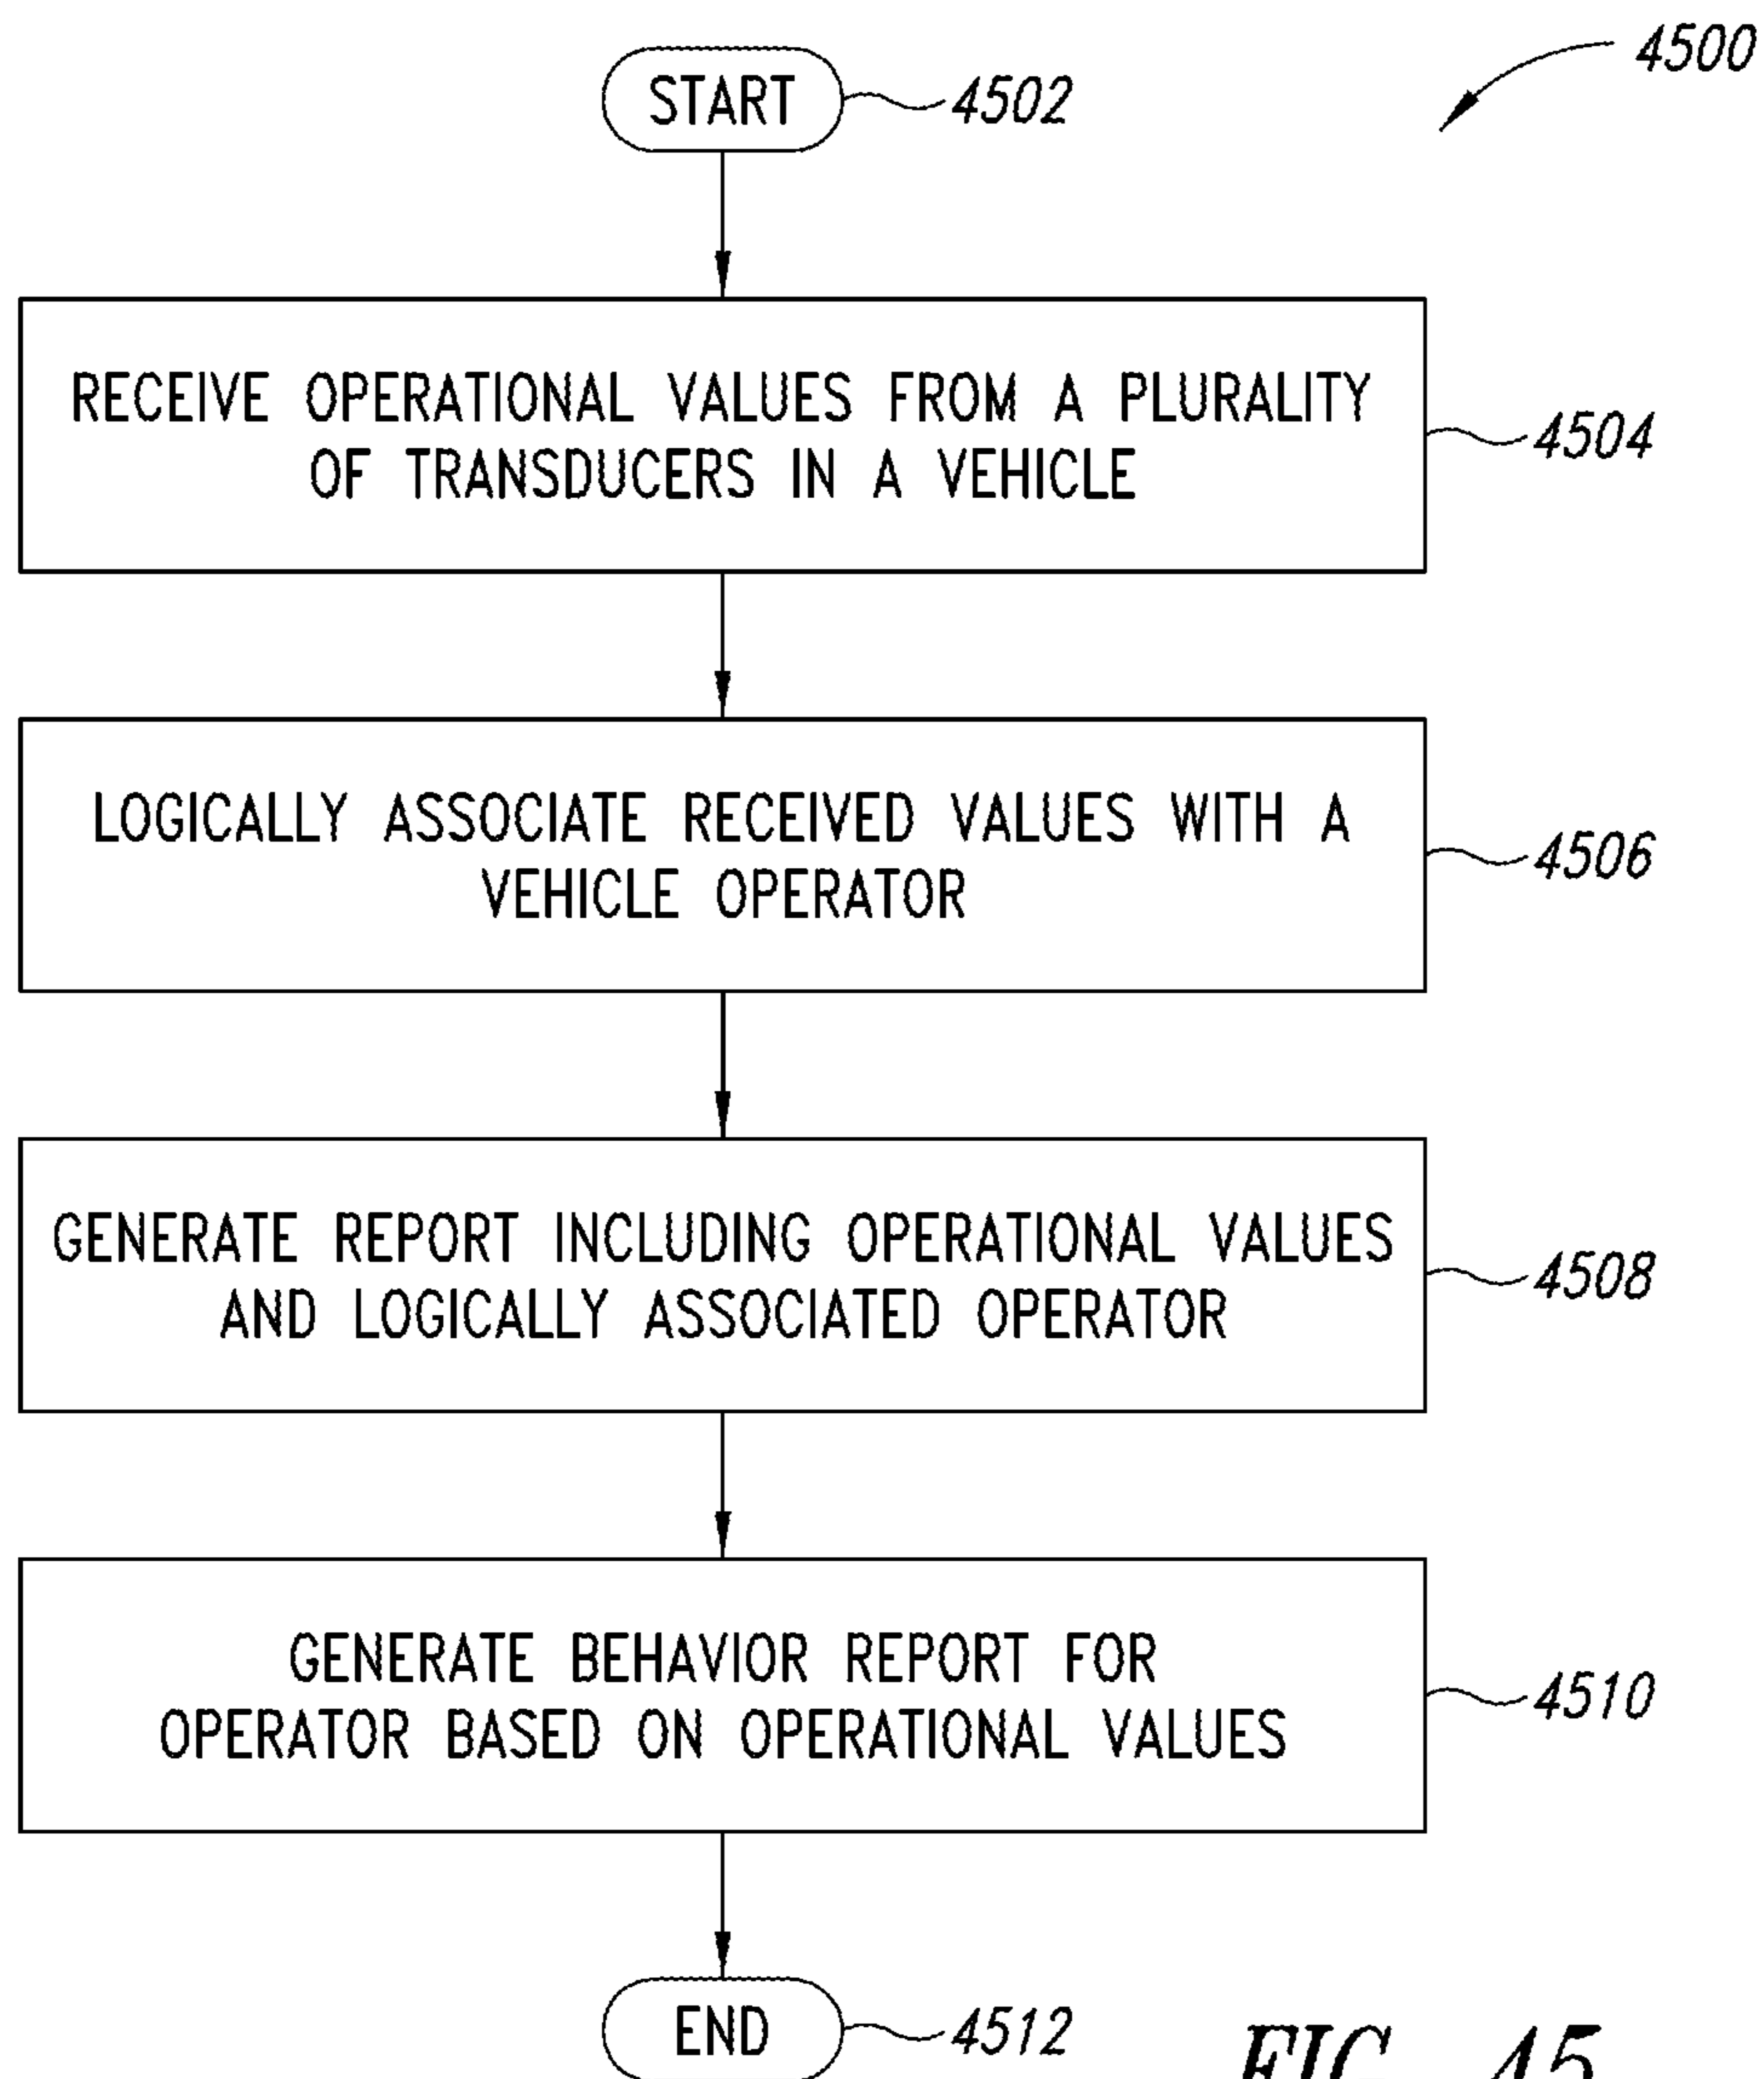 4500
START
4502
RECEIVE OPERATIONAL VALUES FROM A PLURALITY
OF TRANSDUCERS IN A VEHICLE
4504
LOGICALLY ASSOCIATE RECEIVED VALUES WITH A
VEHICLE OPERATOR
4506
GENERATE REPORT INCLUDING OPERATIONAL VALUES
AND LOGICALLY ASSOCIATED OPERATOR
4508
GENERATE BEHAVIOR REPORT FOR
OPERATOR BASED ON OPERATIONAL VALUES
4510
END
4512
FIG. 45